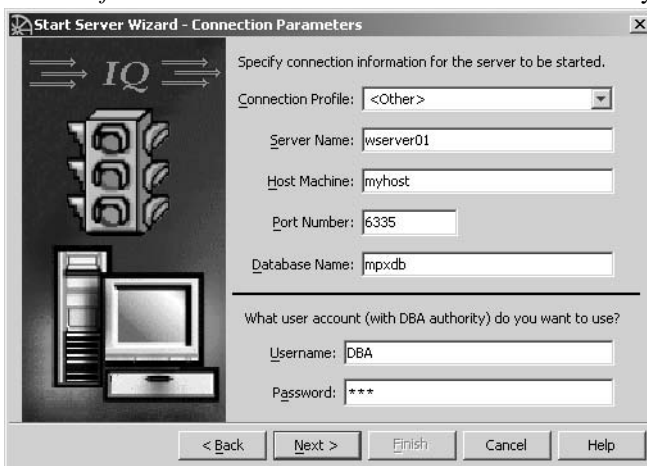 Start Server Wizard - Connection Parameters
IQ
Specify connection information for the server to be started.
Connection Profile: <Other>
Server Name: wserver01
Host Machine: myhost
Port Number: 6335
Database Name: mpxdb
What user account (with DBA authority) do you want to use?
Username: DBA
Password: ***
< Back Next > Finish Cancel Help